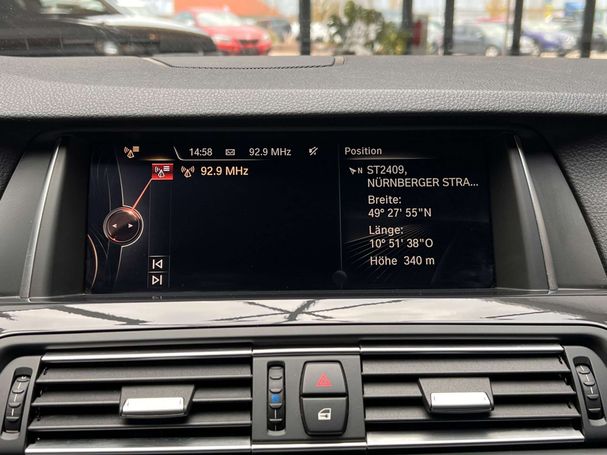 14:58 92.9 MHz
92.9 MHz
Position
N ST2409,
NÜRNBERGER STRA...
Breite:
49° 27' 55"N
Länge:
10° 51' 38"O
Höhe 340 m